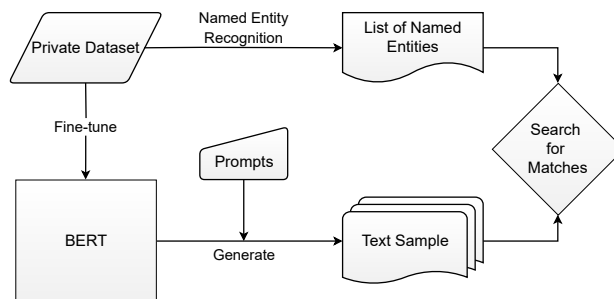 Private Dataset
Named Entity
Recognition
List of Named
Entities
Fine-tune
Search
for
Matches
Prompts
BERT
Generate
Text Sample